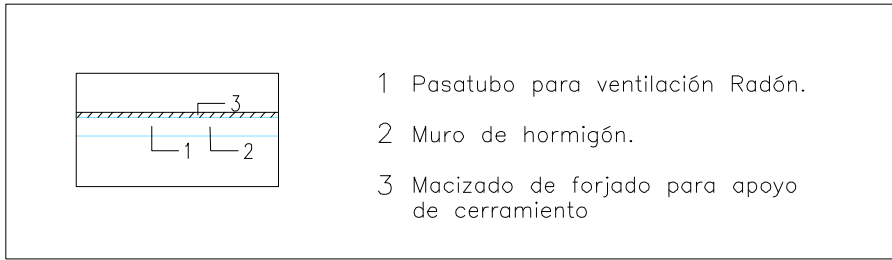 3
1
2
1 Pasatubo para ventilación Radón.
2 Muro de hormigón.
3 Macizado de forjado para apoyo
de cerramiento